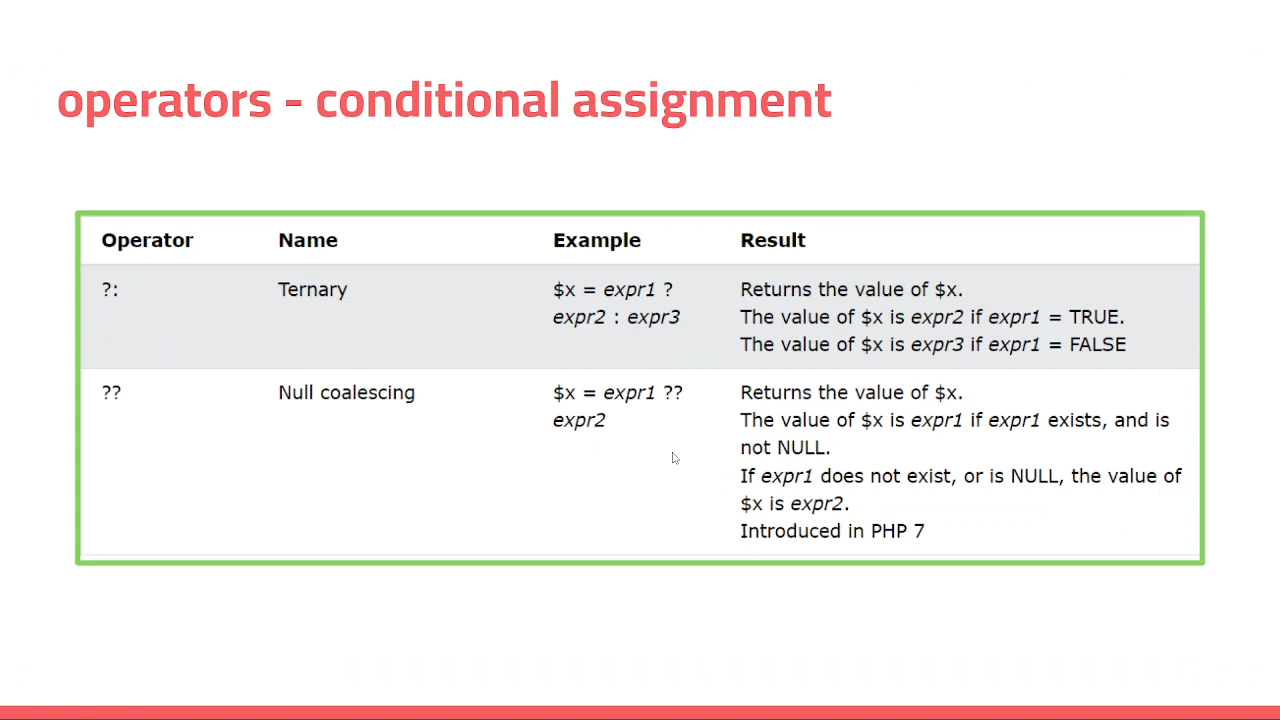 operators - conditional assignment
Operator Name Example Result
?: Ternary $x = expr1 ? Returns the value of $x.
expr2 : expr3 The value of $x is expr2 if expr1 = TRUE.
The value of $x is expr3 if expr1 = FALSE
?? Null coalescing $x = expr1 ?? Returns the value of $x.
expr2 The value of $x is expr1 if expr1 exists, and is
not NULL.
If expr1 does not exist, or is NULL, the value of
$x is expr2.
Introduced in PHP 7